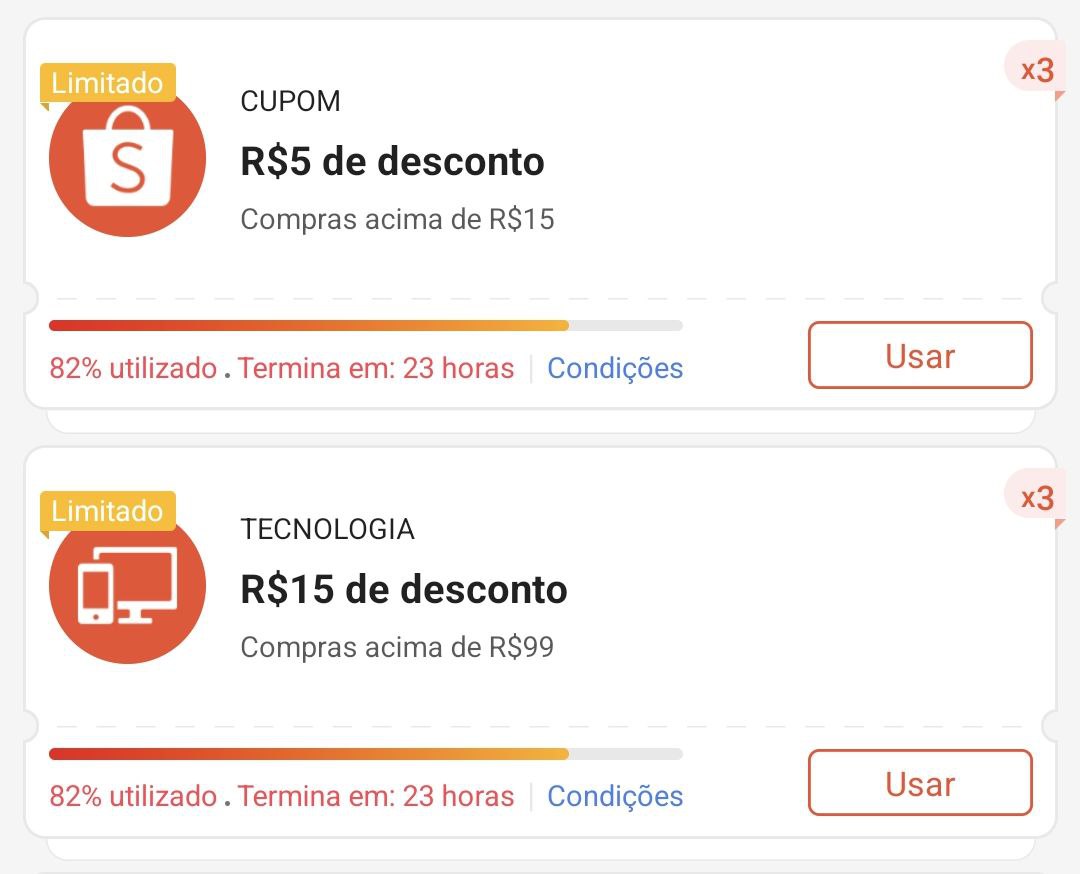 Limitado
x3
CUPOM
R$5 de desconto
Compras acima de R$15
82% utilizado . Termina em: 23 horas | Condições
Usar
Limitado
x3
TECNOLOGIA
R$15 de desconto
Compras acima de R$99
82% utilizado . Termina em: 23 horas | Condições
Usar